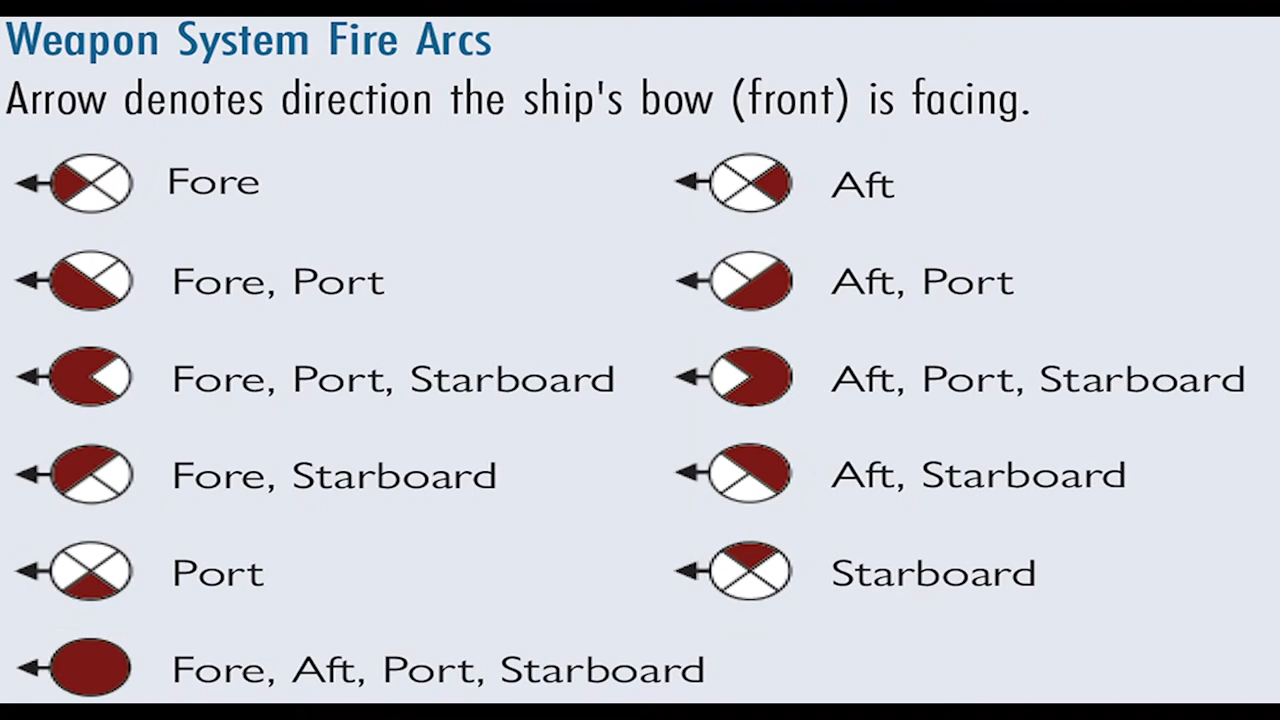 Weapon System Fire Arcs
Arrow denotes direction the ship's bow (front) is facing.
Fore
Aft
Fore, Port
Aft, Port
Fore, Port, Starboard
Aft, Port, Starboard
Fore, Starboard
Aft, Starboard
Port
Starboard
Fore, Aft, Port, Starboard